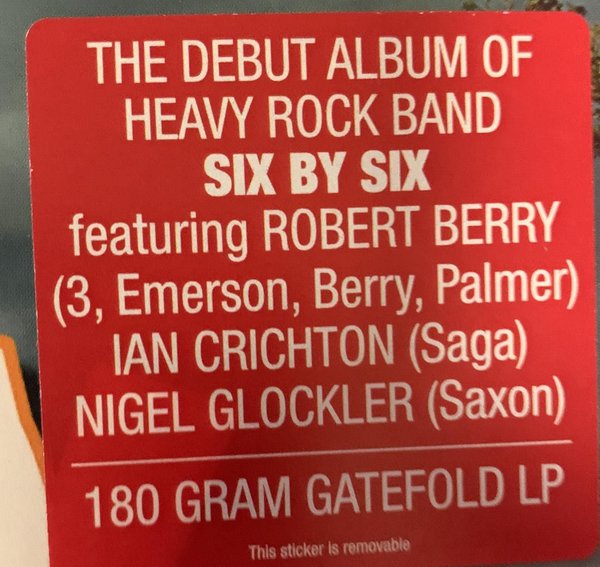 THE DEBUT ALBUM OF
HEAVY ROCK BAND
SIX BY SIX
featuring ROBERT BERRY
(3, Emerson, Berry, Palmer)
IAN CRICHTON (Saga)
NIGEL GLOCKLER (Saxon)
180 GRAM GATEFOLD LP
This sticker is removable